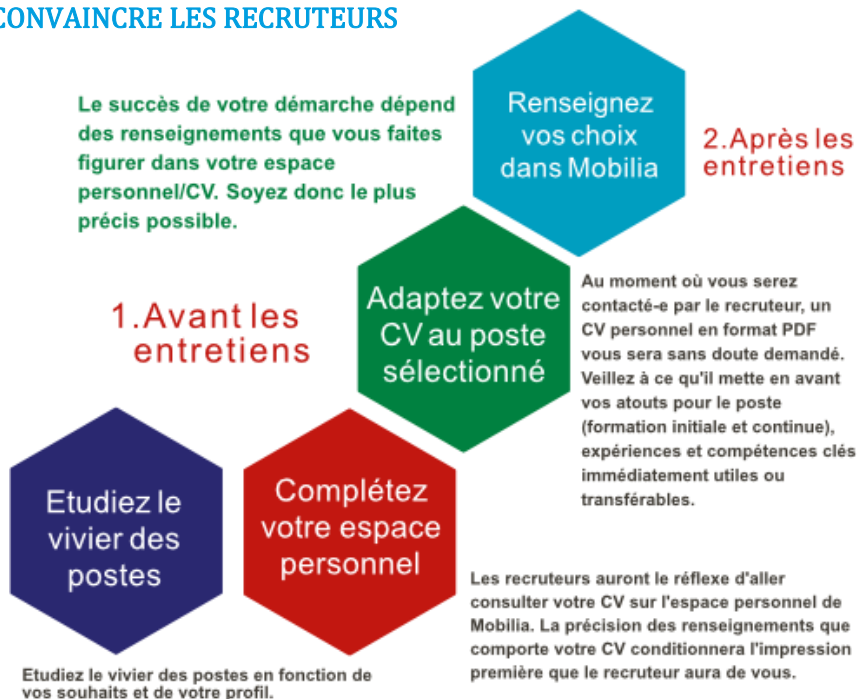 CONVAINCRE LES RECRUTEURS
Le succès de votre démarche dépend
des renseignements que vous faites
figurer dans votre espace
personnel/CV. Soyez donc le plus
précis possible.
Renseignez
vos choix
dans Mobilia
2.Après les
entretiens
1.Avant les
entretiens
Adaptez votre
CV au poste
sélectionné
Au moment où vous serez
contacté-e par le recruteur, un
CV personnel en format PDF
vous sera sans doute demandé.
Veillez à ce qu'il mette en avant
vos atouts pour le poste
(formation initiale et continue),
expériences et compétences clés
immédiatement utiles ou
transférables.
Etudiez le
vivier des
postes
Complétez
votre espace
personnel
Les recruteurs auront le réflexe d'aller
consulter votre CV sur l'espace personnel de
Mobilia. La précision des renseignements que
comporte votre CV conditionnera l'impression
première que le recruteur aura de vous.
Etudiez le vivier des postes en fonction de
vos souhaits et de votre profil.